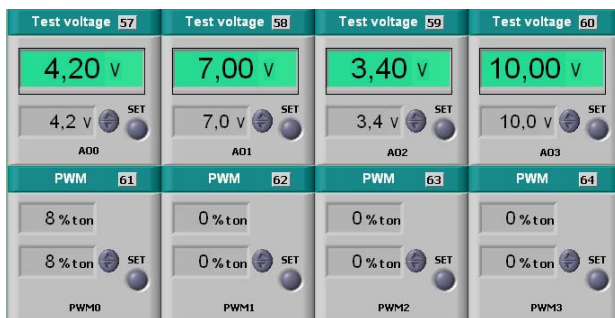 Test voltage 57 Test voltage 58 Test voltage 59 Test voltage 60
4,20 V 7,00 V 3,40 V 10,00 V
SET SET SET SET
4,2 V 7,0 V 3,4 V 10,0 V
AO0 AO1 AO2 AO3
PWM 61 PWM 62 PWM 63 PWM 64
8 %ton 0 %ton 0 %ton 0 %ton
8 %ton SET 0 %ton SET 0 %ton SET 0 %ton SET
PWM0 PWM1 PWM2 PWM3